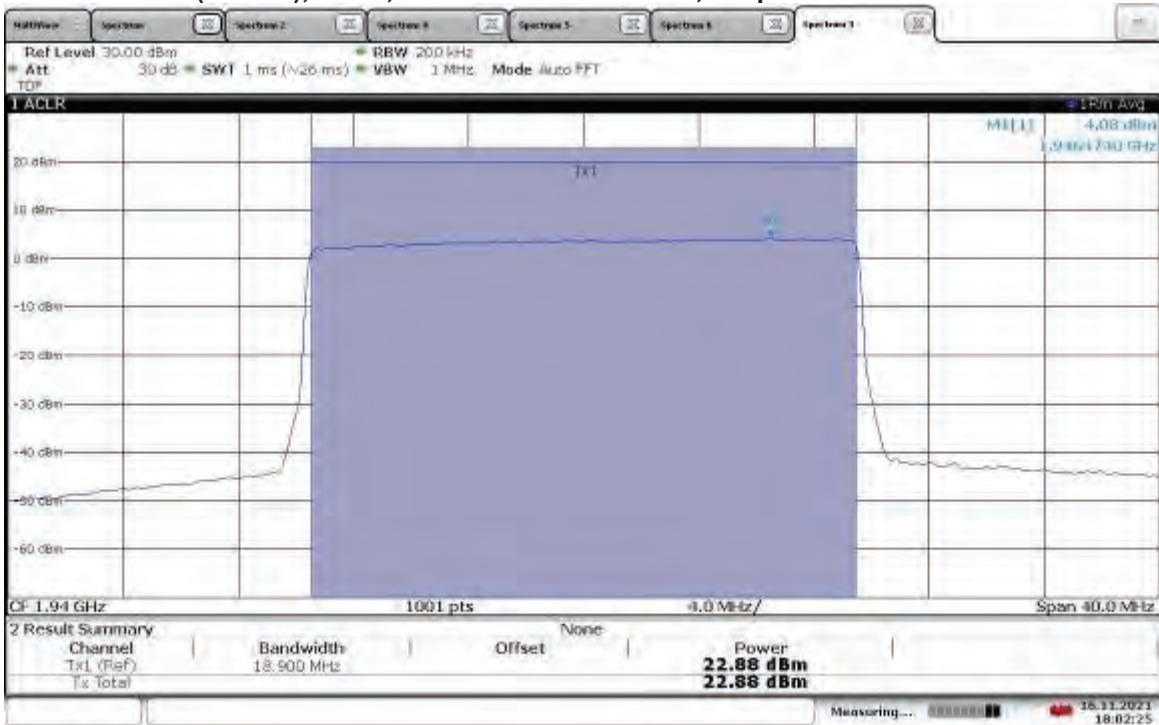 MultiView Spectrum Spectrum 2 Spectrum 4 Spectrum 5 Spectrum 6 Spectrum 3
Ref Level 30.00 dBm RBW 200 kHz
Att 30 dB SWT 1 ms (~26 ms) VBW 1 MHz Mode Auto FFT
TDF
1 ACLR 1Rm Avg
M1[1] 4.08 dBm
GHz
20 dBm
Tx1
10 dBm
0 dBm
-10 dBm
-20 dBm
-30 dBm
-40 dBm
-50 dBm
-60 dBm
CF 1.94 GHz 1001 pts 4.0 MHz/ Span 40.0 MHz
2 Result Summary None
Channel Bandwidth Offset Power
Tx1 (Ref) 18.900 MHz 22.88 dBm
Tx Total 22.88 dBm
Measuring... 16.11.2021
18:02:25